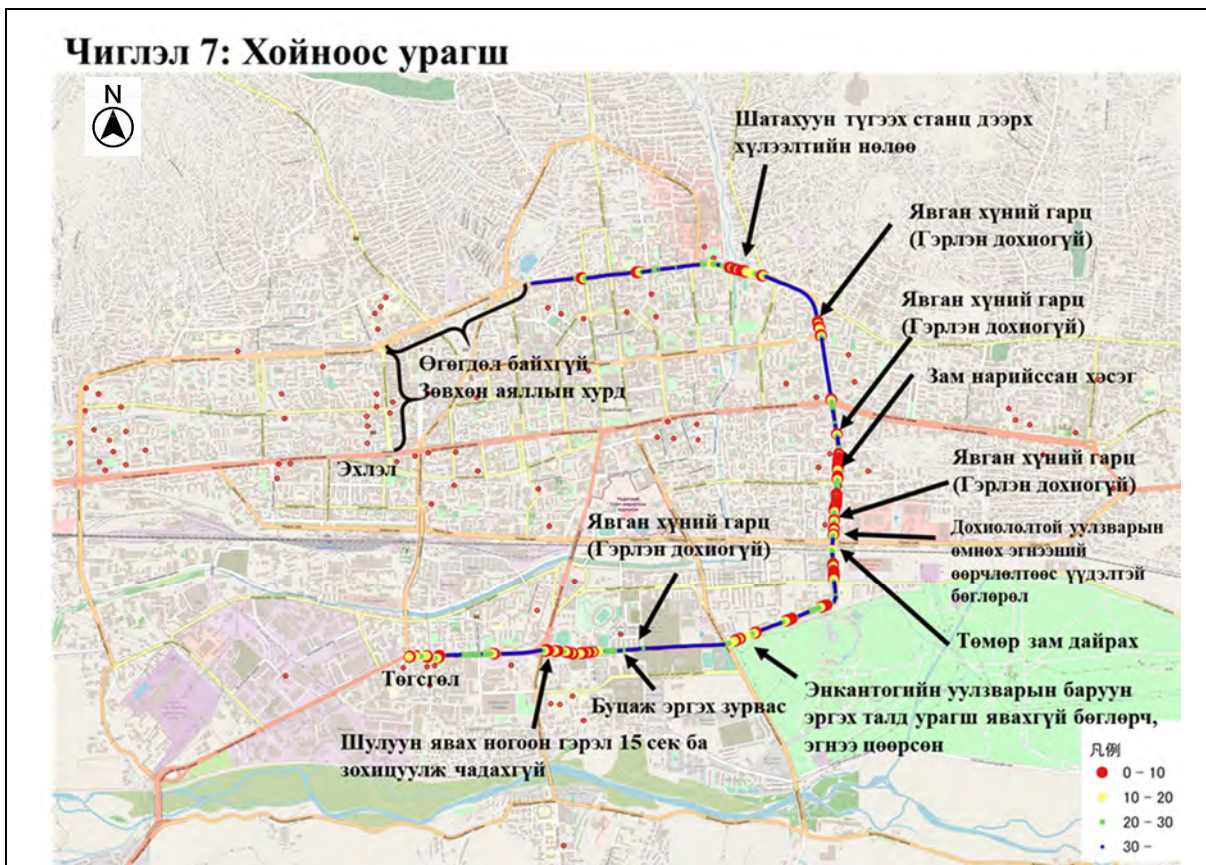 Чиглэл 7: Хойноос урагш
N
Шатахуун түгээх станц дээрх
хүлээлтийн нөлөө
Явган хүний гарц
(Гэрлэн дохиогүй)
Явган хүний гарц
(Гэрлэн дохиогүй)
Зам нарийссан хэсэг
Өгөгдөл байхгүй
Зөвхөн аяллын хурд
Эхлэл
Явган хүний гарц
(Гэрлэн дохиогүй)
Явган хүний гарц
(Гэрлэн дохиогүй)
Дохиололтой уулзварын
өмнөх эгнээний
өөрчлөлтөөс үүдэлтэй
бөглөрөл
Төмөр зам дайрах
Төгсгөл
Буцаж эргэх зурвас
Энкантогийн уулзварын баруун
эргэх талд урагш явахгүй бөглөрч,
эгнээ цөөрсөн
Шулуун явах ногоон гэрэл 15 сек ба
зохицуулж чадахгүй
凡例
0 - 10
10 - 20
20 - 30
30 -